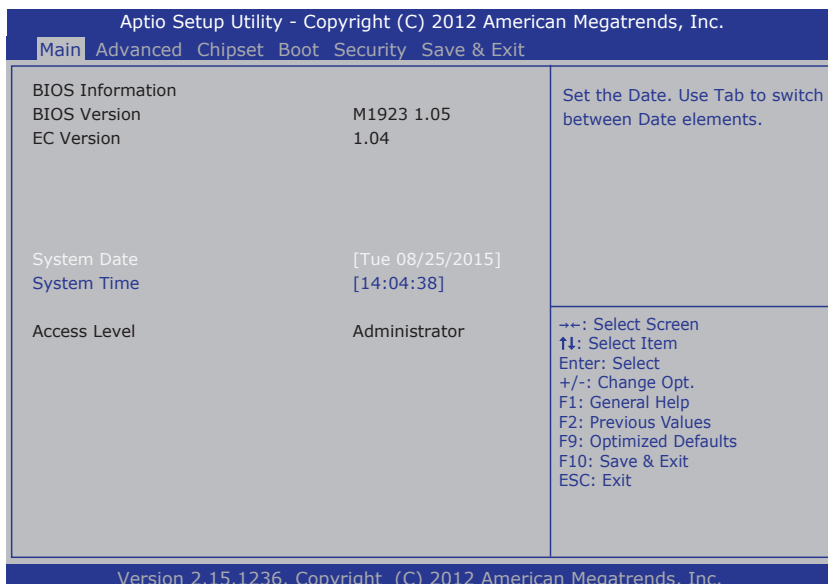 Aptio Setup Utility - Copyright (C) 2012 American Megatrends, Inc.
Main Advanced Chipset Boot Security Save & Exit
BIOS Information
BIOS Version M1923 1.05
EC Version 1.04
System Date [Tue 08/25/2015]
System Time [14:04:38]
Access Level Administrator
Set the Date. Use Tab to switch
between Date elements.
→←: Select Screen
↑↓: Select Item
Enter: Select
+/-: Change Opt.
F1: General Help
F2: Previous Values
F9: Optimized Defaults
F10: Save & Exit
ESC: Exit
Version 2.15.1236. Copyright (C) 2012 American Megatrends, Inc.